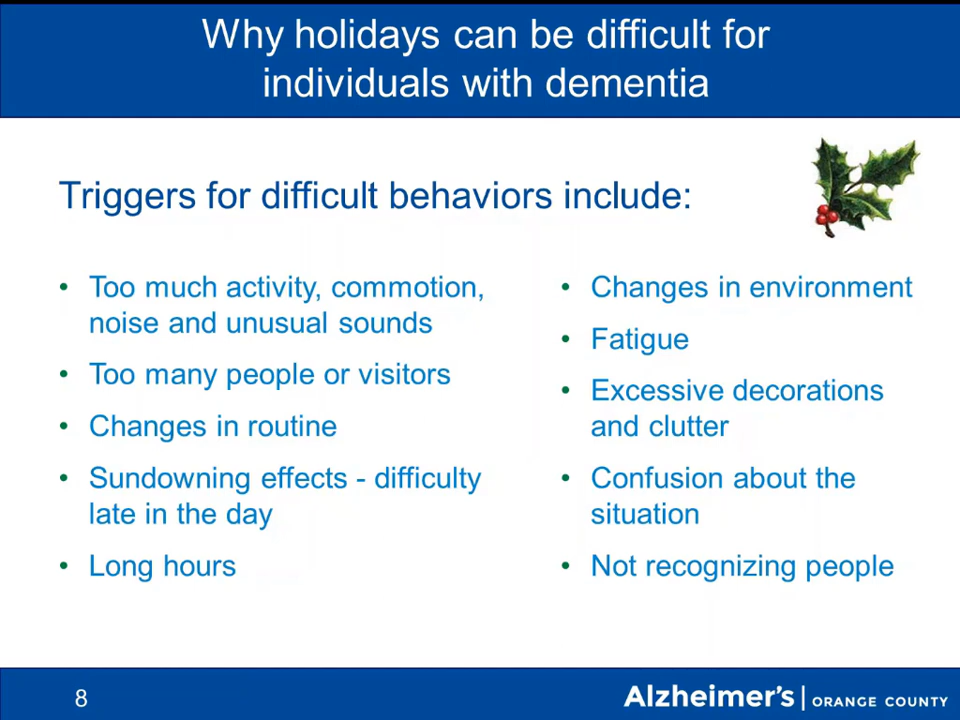 Why holidays can be difficult for
individuals with dementia
Triggers for difficult behaviors include:
• Too much activity, commotion,
noise and unusual sounds
• Too many people or visitors
• Changes in routine
• Sundowning effects - difficulty
late in the day
• Long hours
• Changes in environment
• Fatigue
• Excessive decorations
and clutter
• Confusion about the
situation
• Not recognizing people
8
Alzheimer's | ORANGE COUNTY